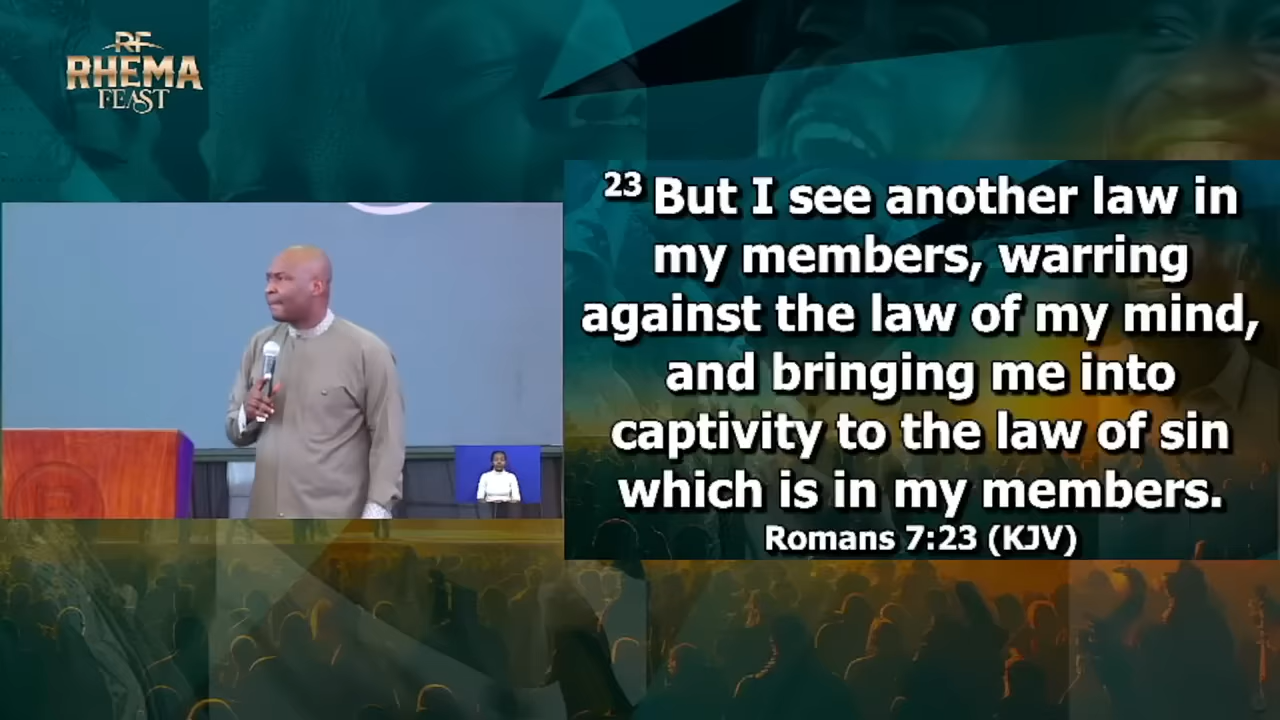 RF
RHEMA
FEAST
23 But I see another law in
my members, warring
against the law of my mind,
and bringing me into
captivity to the law of sin
which is in my members.
Romans 7:23 (KJV)